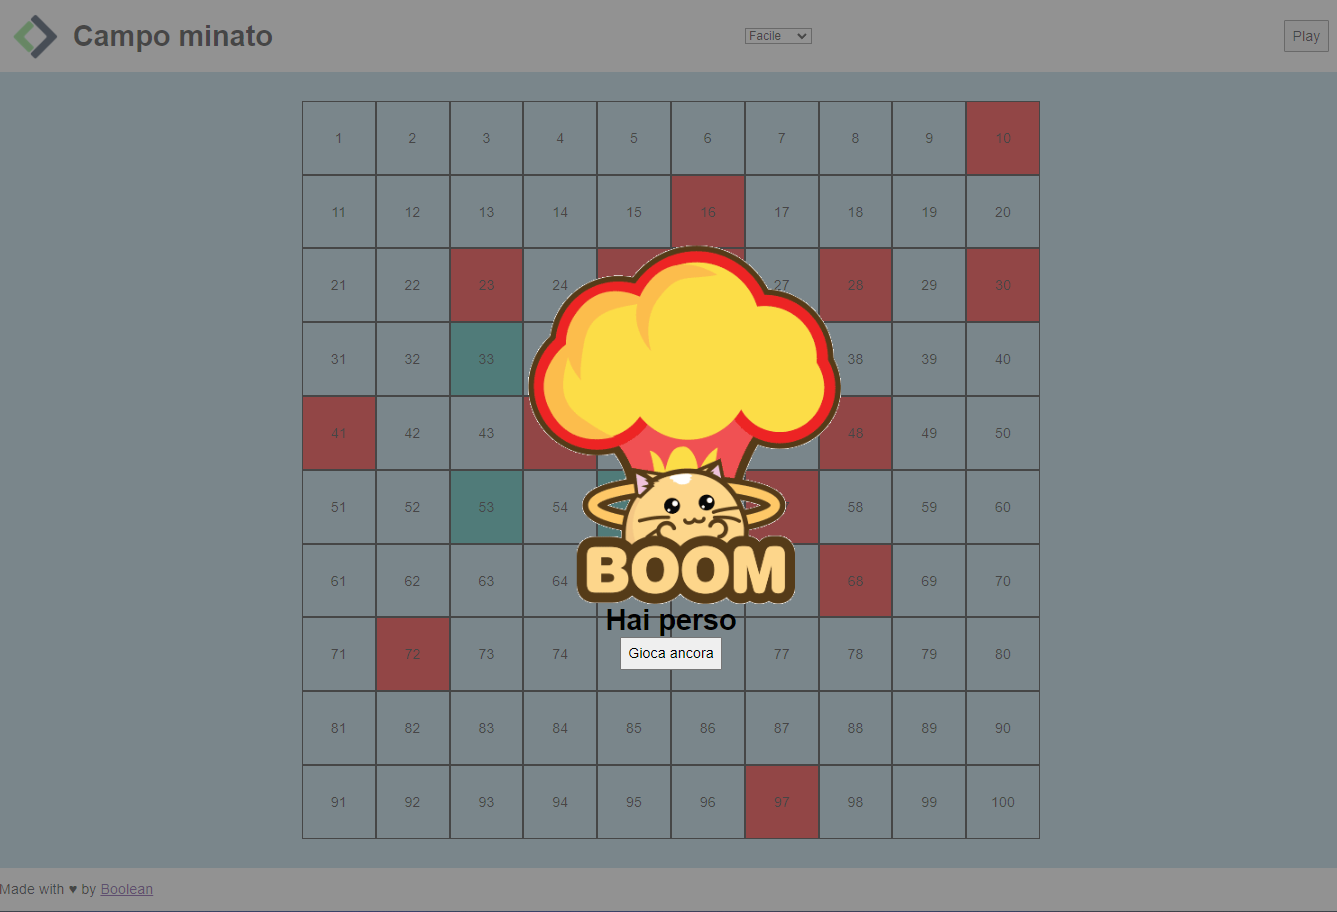 Campo minato
Facile
Play
1 2 3 4 5 6 7 8 9 10
11 12 13 14 15 16 17 18 19 20
21 22 23 24 27 28 29 30
31 32 33 38 39 40
41 42 43 48 49 50
51 52 53 54 58 59 60
61 62 63 64 68 69 70
BOOM
Hai perso
Gioca ancora
71 72 73 74 77 78 79 80
81 82 83 84 85 86 87 88 89 90
91 92 93 94 95 96 97 98 99 100
Made with ♥ by Boolean